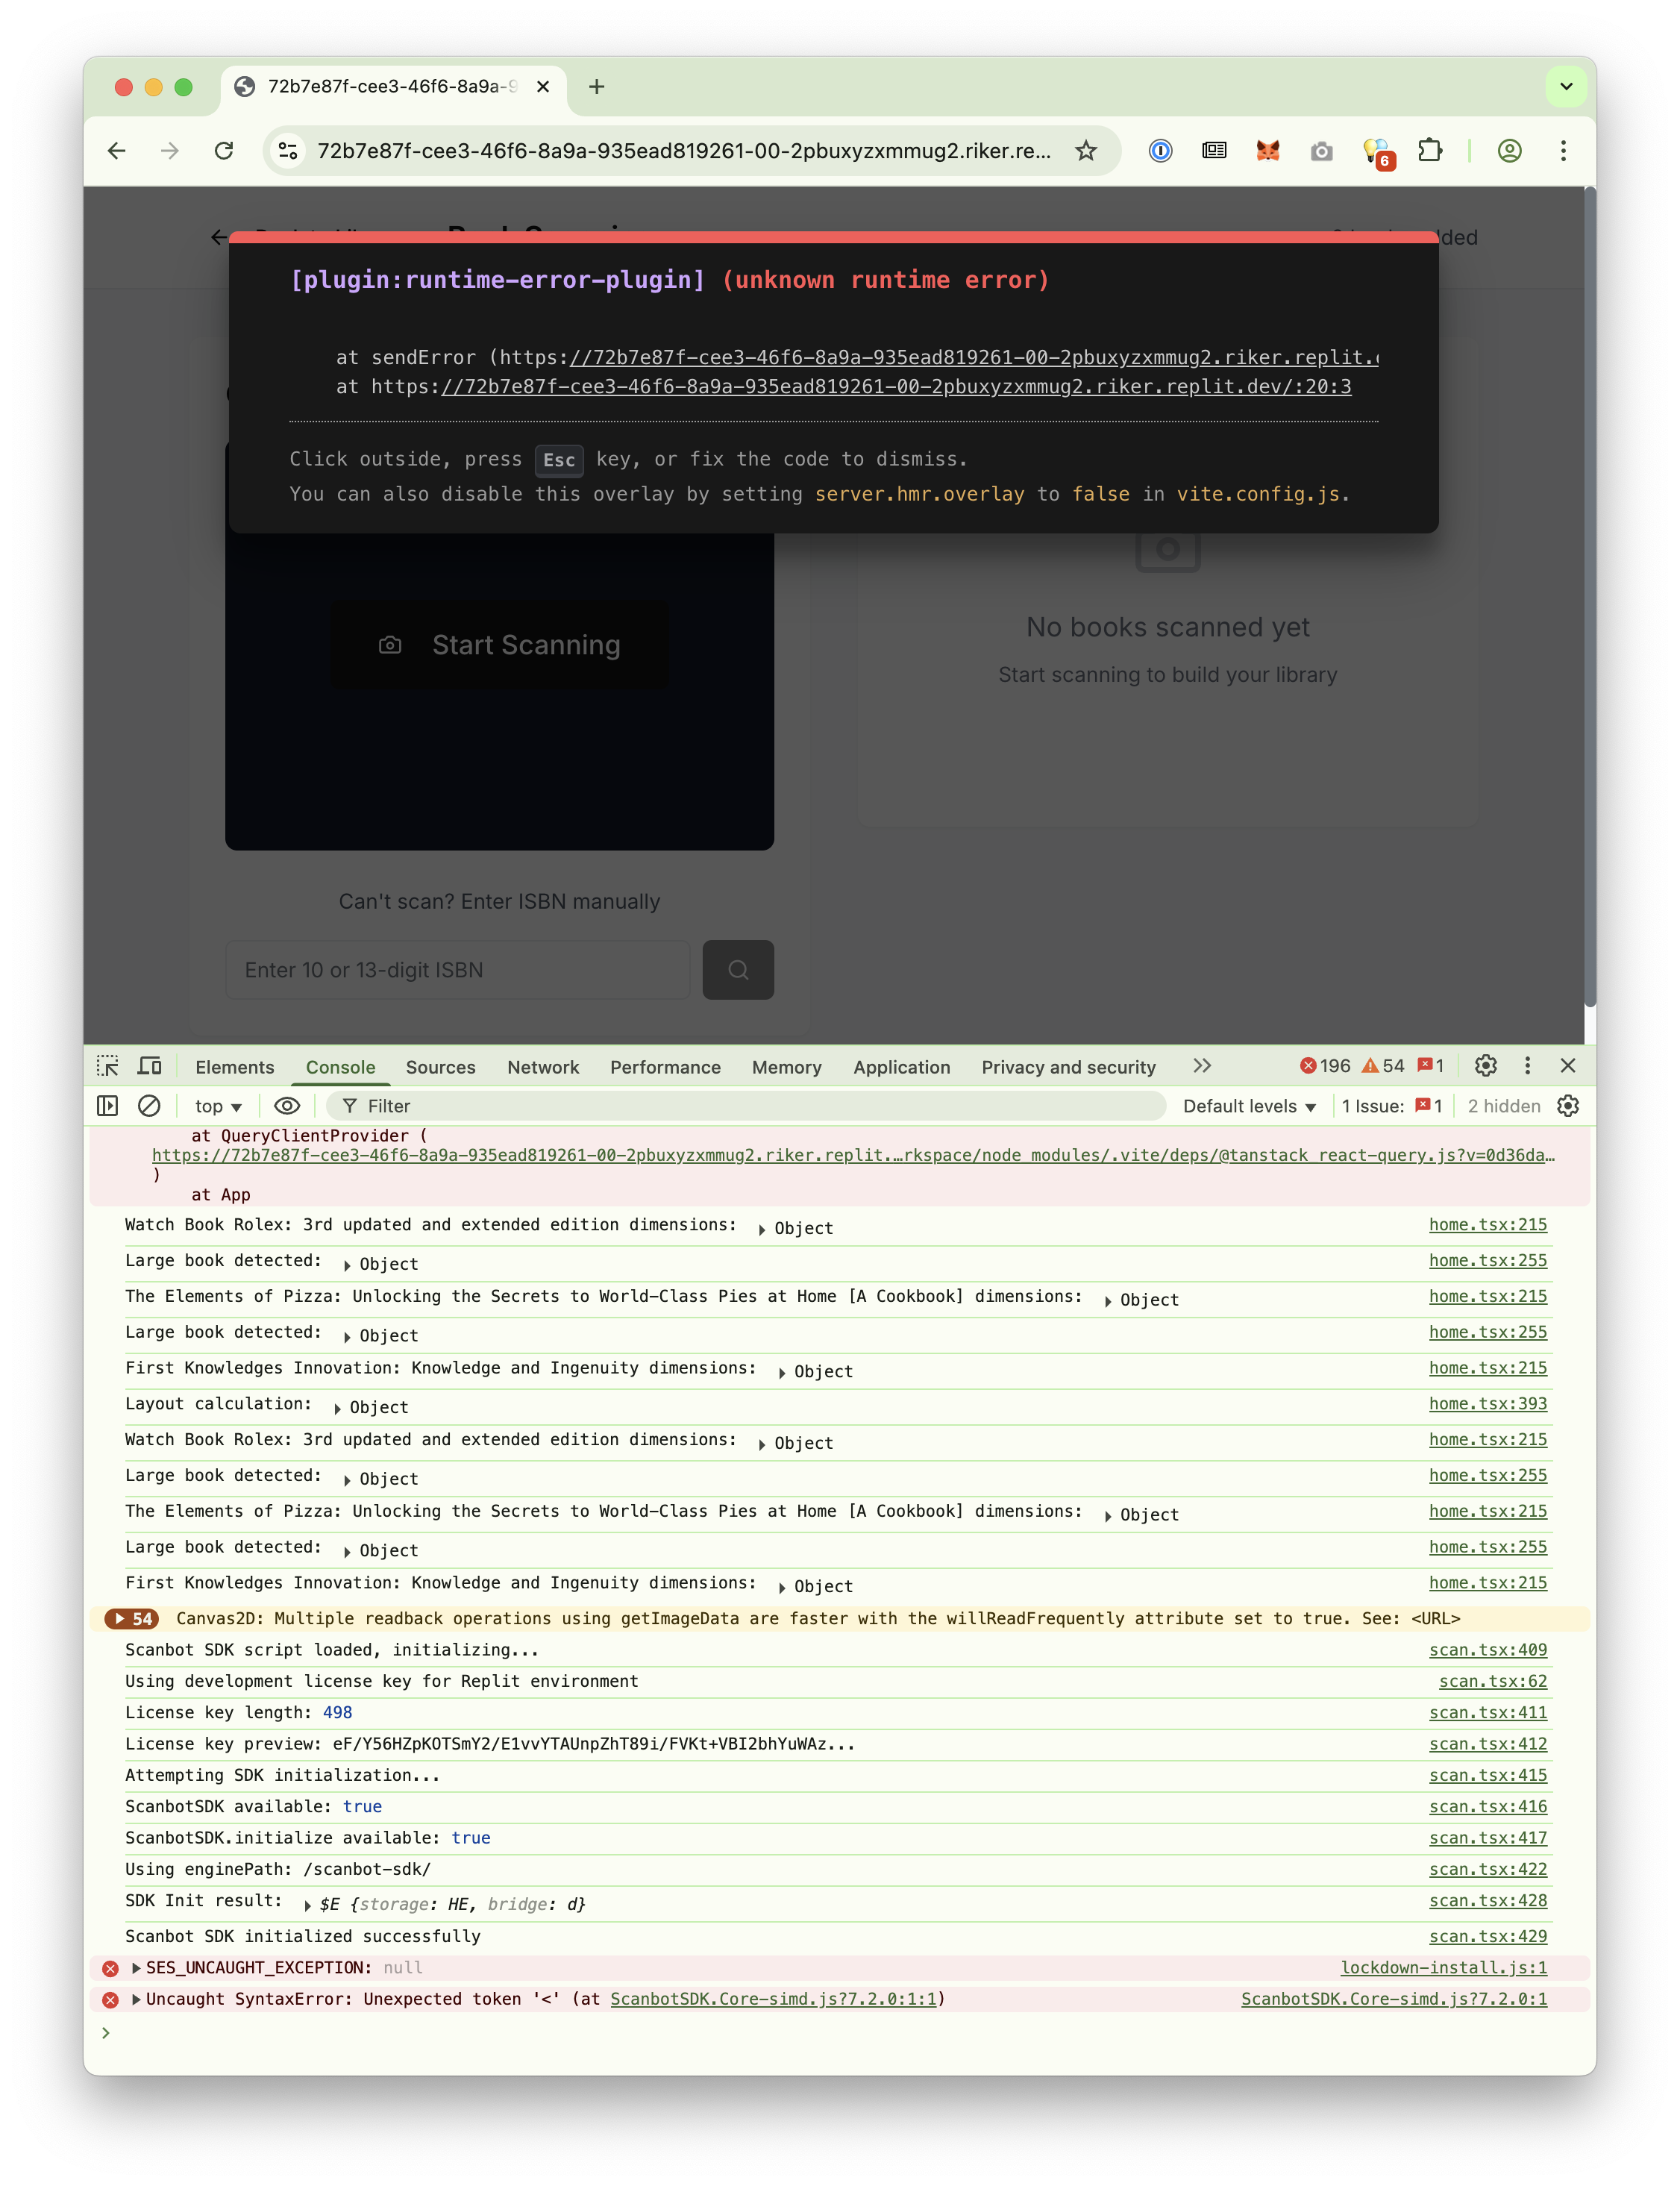 72b7e87f-cee3-46f6-8a9a-9
72b7e87f-cee3-46f6-8a9a-935ead819261-00-2pbuxyzxmmug2.riker.re...
6
[plugin:runtime-error-plugin] (unknown runtime error)
at sendError (https://72b7e87f-cee3-46f6-8a9a-935ead819261-00-2pbuxyzxmmug2.riker.replit.
at https://72b7e87f-cee3-46f6-8a9a-935ead819261-00-2pbuxyzxmmug2.riker.replit.dev/:20:3
Click outside, press Esc key, or fix the code to dismiss.
You can also disable this overlay by setting server.hmr.overlay to false in vite.config.js.
Start Scanning
No books scanned yet
Start scanning to build your library
Can't scan? Enter ISBN manually
Enter 10 or 13-digit ISBN
Elements Console Sources Network Performance Memory Application Privacy and security 196 54 1
top Filter Default levels 1 Issue: 1 2 hidden
at QueryClientProvider (
https://72b7e87f-cee3-46f6-8a9a-935ead819261-00-2pbuxyzxmmug2.riker.replit.…rkspace/node_modules/.vite/deps/@tanstack_react-query.js?v=0d36da…
)
at App
Watch Book Rolex: 3rd updated and extended edition dimensions: Object home.tsx:215
Large book detected: Object home.tsx:255
The Elements of Pizza: Unlocking the Secrets to World-Class Pies at Home [A Cookbook] dimensions: Object home.tsx:215
Large book detected: Object home.tsx:255
First Knowledges Innovation: Knowledge and Ingenuity dimensions: Object home.tsx:215
Layout calculation: Object home.tsx:393
Watch Book Rolex: 3rd updated and extended edition dimensions: Object home.tsx:215
Large book detected: Object home.tsx:255
The Elements of Pizza: Unlocking the Secrets to World-Class Pies at Home [A Cookbook] dimensions: Object home.tsx:215
Large book detected: Object home.tsx:255
First Knowledges Innovation: Knowledge and Ingenuity dimensions: Object home.tsx:215
54 Canvas2D: Multiple readback operations using getImageData are faster with the willReadFrequently attribute set to true. See: <URL>
Scanbot SDK script loaded, initializing... scan.tsx:409
Using development license key for Replit environment scan.tsx:62
License key length: 498 scan.tsx:411
License key preview: eF/Y56HZpKOTSmY2/E1vvYTAUnpZhT89i/FVKt+VBI2bhYuWAz... scan.tsx:412
Attempting SDK initialization... scan.tsx:415
ScanbotSDK available: true scan.tsx:416
ScanbotSDK.initialize available: true scan.tsx:417
Using enginePath: /scanbot-sdk/ scan.tsx:422
SDK Init result: $E {storage: HE, bridge: d} scan.tsx:428
Scanbot SDK initialized successfully scan.tsx:429
SES_UNCAUGHT_EXCEPTION: null lockdown-install.js:1
Uncaught SyntaxError: Unexpected token '<' (at ScanbotSDK.Core-simd.js?7.2.0:1:1) ScanbotSDK.Core-simd.js?7.2.0:1